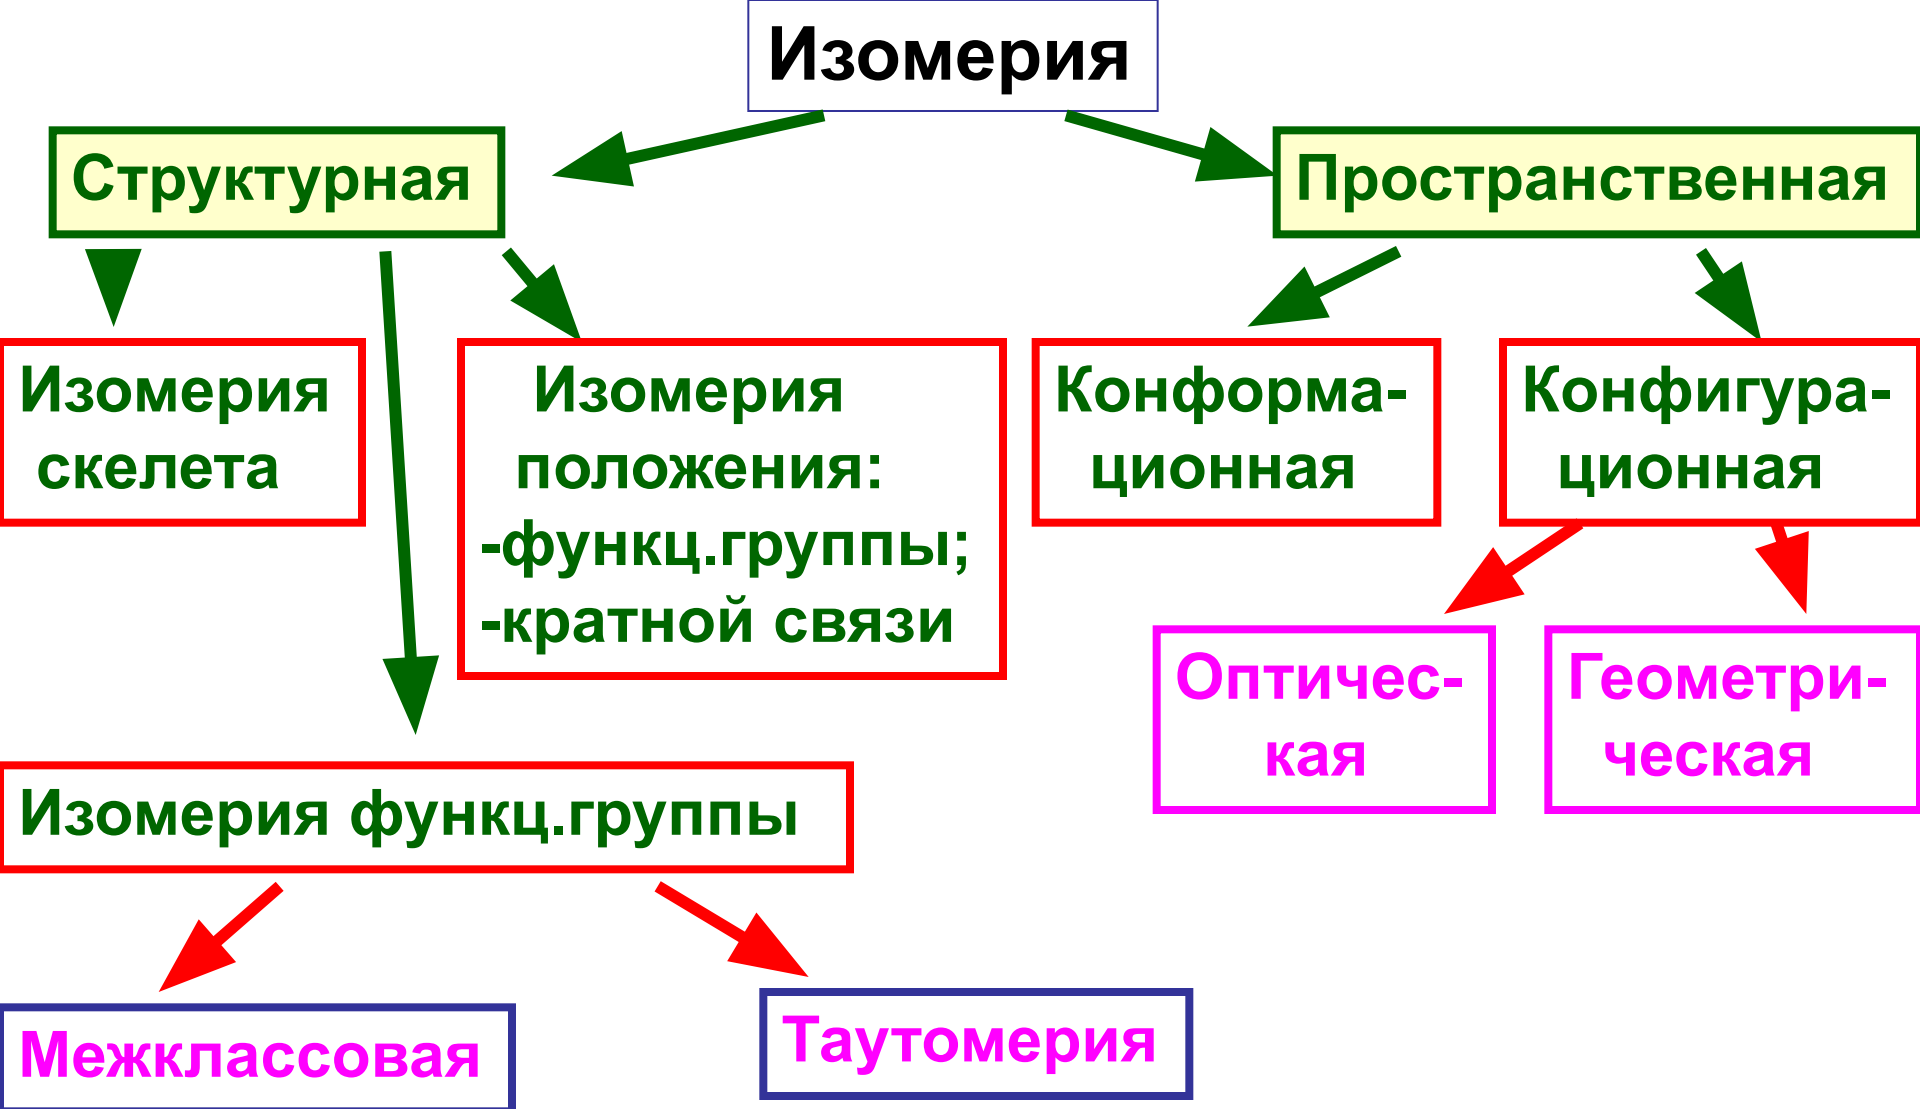 Изомерия
Структурная
Пространственная
Изомерия
скелета
Изомерия
положения:
-функц.группы;
-кратной связи
Конформа-
ционная
Конфигура-
ционная
Оптичес-
кая
Геометри-
ческая
Изомерия функц.группы
Межклассовая
Таутомерия